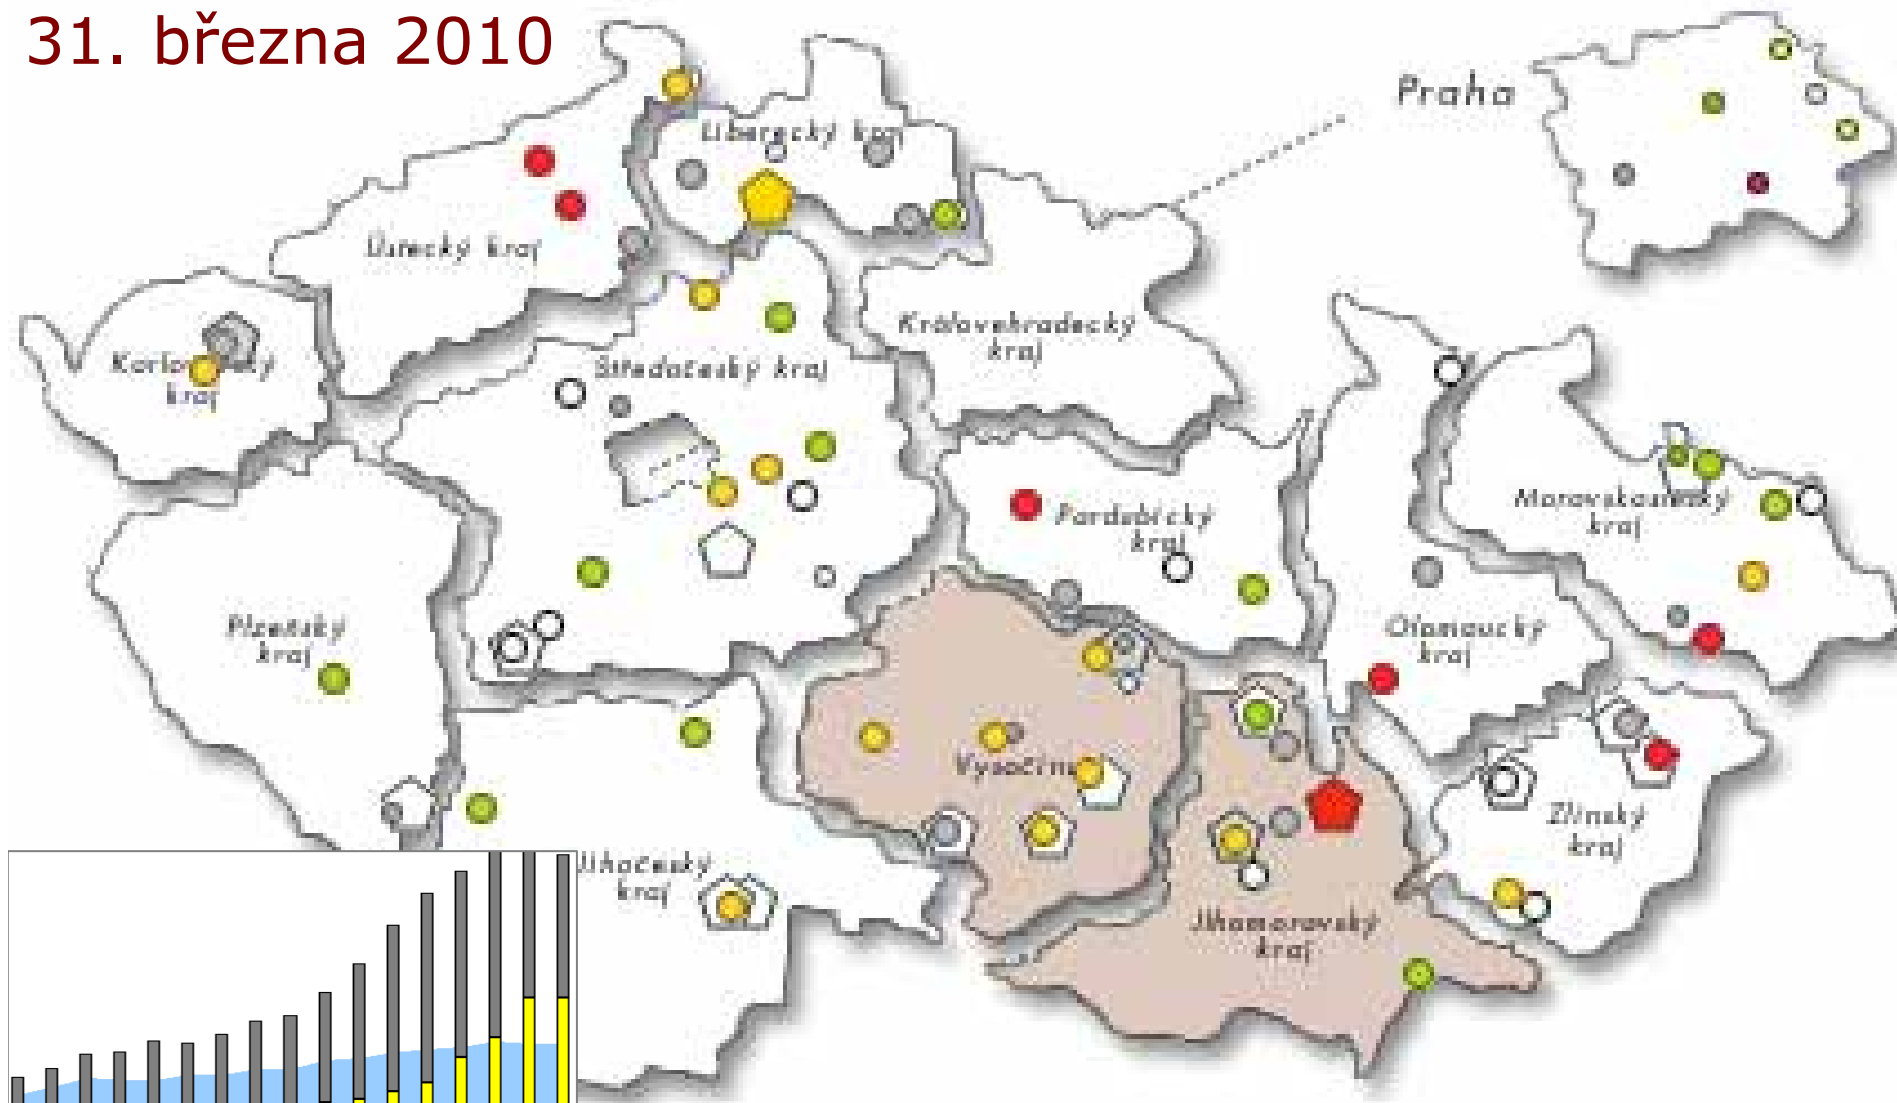 31. března 2010
Praha
Liberecký kraj
Ústecký kraj
Královehradecký
kraj
Středočeský kraj
kraj
Pardubický
kraj
Moravskoslezský
kraj
Plzeňský
kraj
Olomoucký
kraj
Vysočina
Zlínský
kraj
Jihočeský
kraj
Jihomoravský
kraj